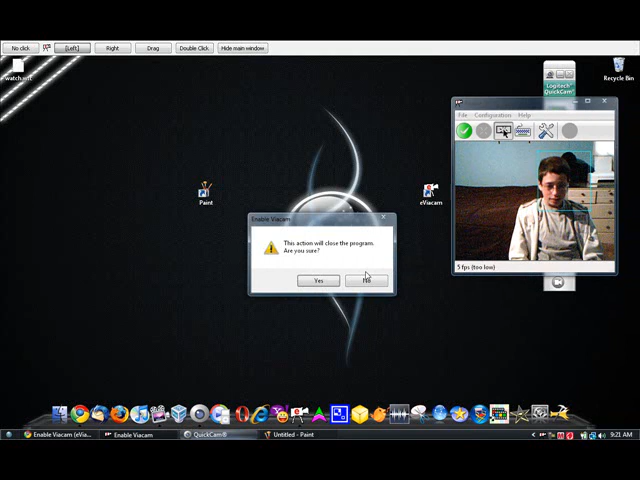 No click
[Left]
Right
Drag
Double Click
Hide main window
Recycle Bin
Logitech®
QuickCam®
File Configuration Help
Paint
eViacam
Enable Viacam
This action will close the program.
Are you sure?
Yes
No
5 fps (too low)
Enable Viacam (eVia...
Enable Viacam
QuickCam®
Untitled - Paint
9:21 AM